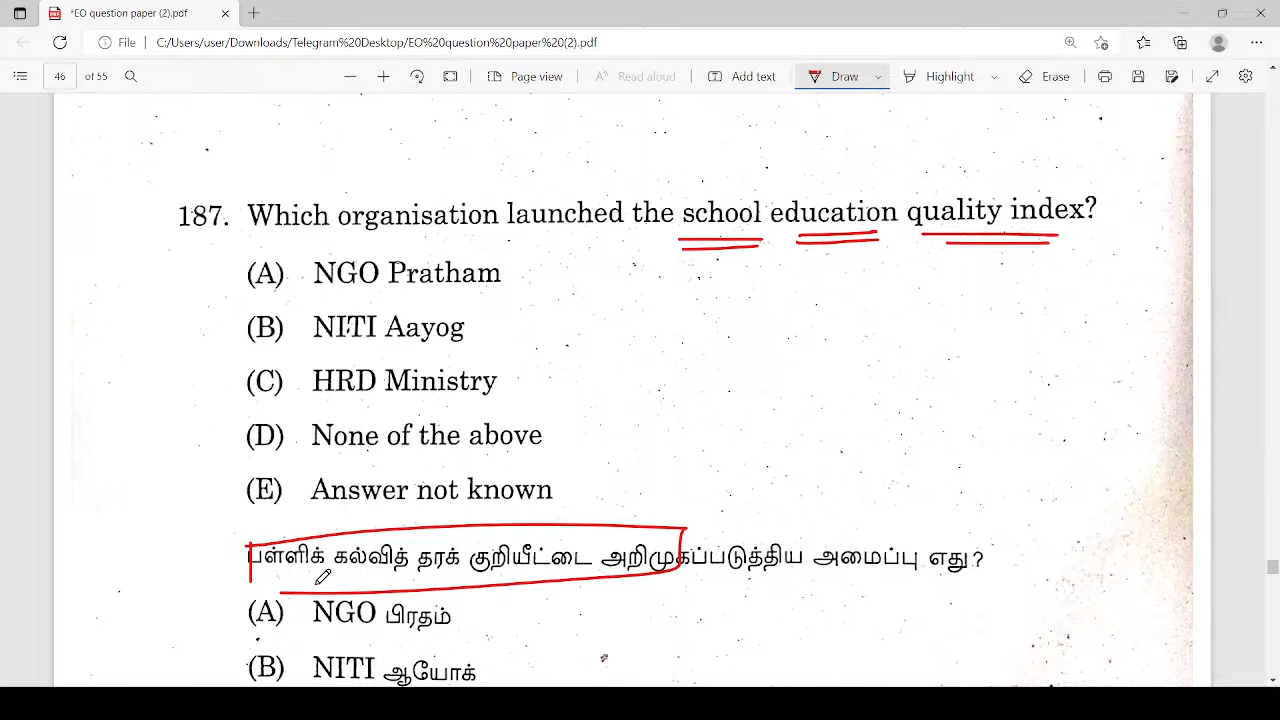 *EO question paper (2).pdf
File C:/Users/user/Downloads/Telegram%20Desktop/EO%20question%20paper%20(2).pdf
46 of 55 Page view Read aloud Add text Draw Highlight Erase
187. Which organisation launched the school education quality index?
(A) NGO Pratham
(B) NITI Aayog
(C) HRD Ministry
(D) None of the above
(E) Answer not known
பள்ளிக் கல்வித் தரக் குறியீட்டை அறிமுகப்படுத்திய அமைப்பு எது?
(A) NGO பிரதம்
(B) NITI ஆயோக்